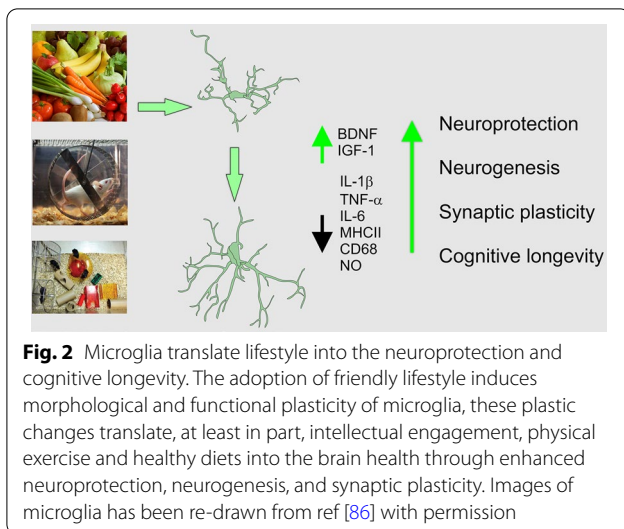 BDNF
IGF-1
IL-1β
TNF-α
IL-6
MHCII
CD68
NO
Neuroprotection
Neurogenesis
Synaptic plasticity
Cognitive longevity
Fig. 2 Microglia translate lifestyle into the neuroprotection and
cognitive longevity. The adoption of friendly lifestyle induces
morphological and functional plasticity of microglia, these plastic
changes translate, at least in part, intellectual engagement, physical
exercise and healthy diets into the brain health through enhanced
neuroprotection, neurogenesis, and synaptic plasticity. Images of
microglia has been re-drawn from ref [86] with permission